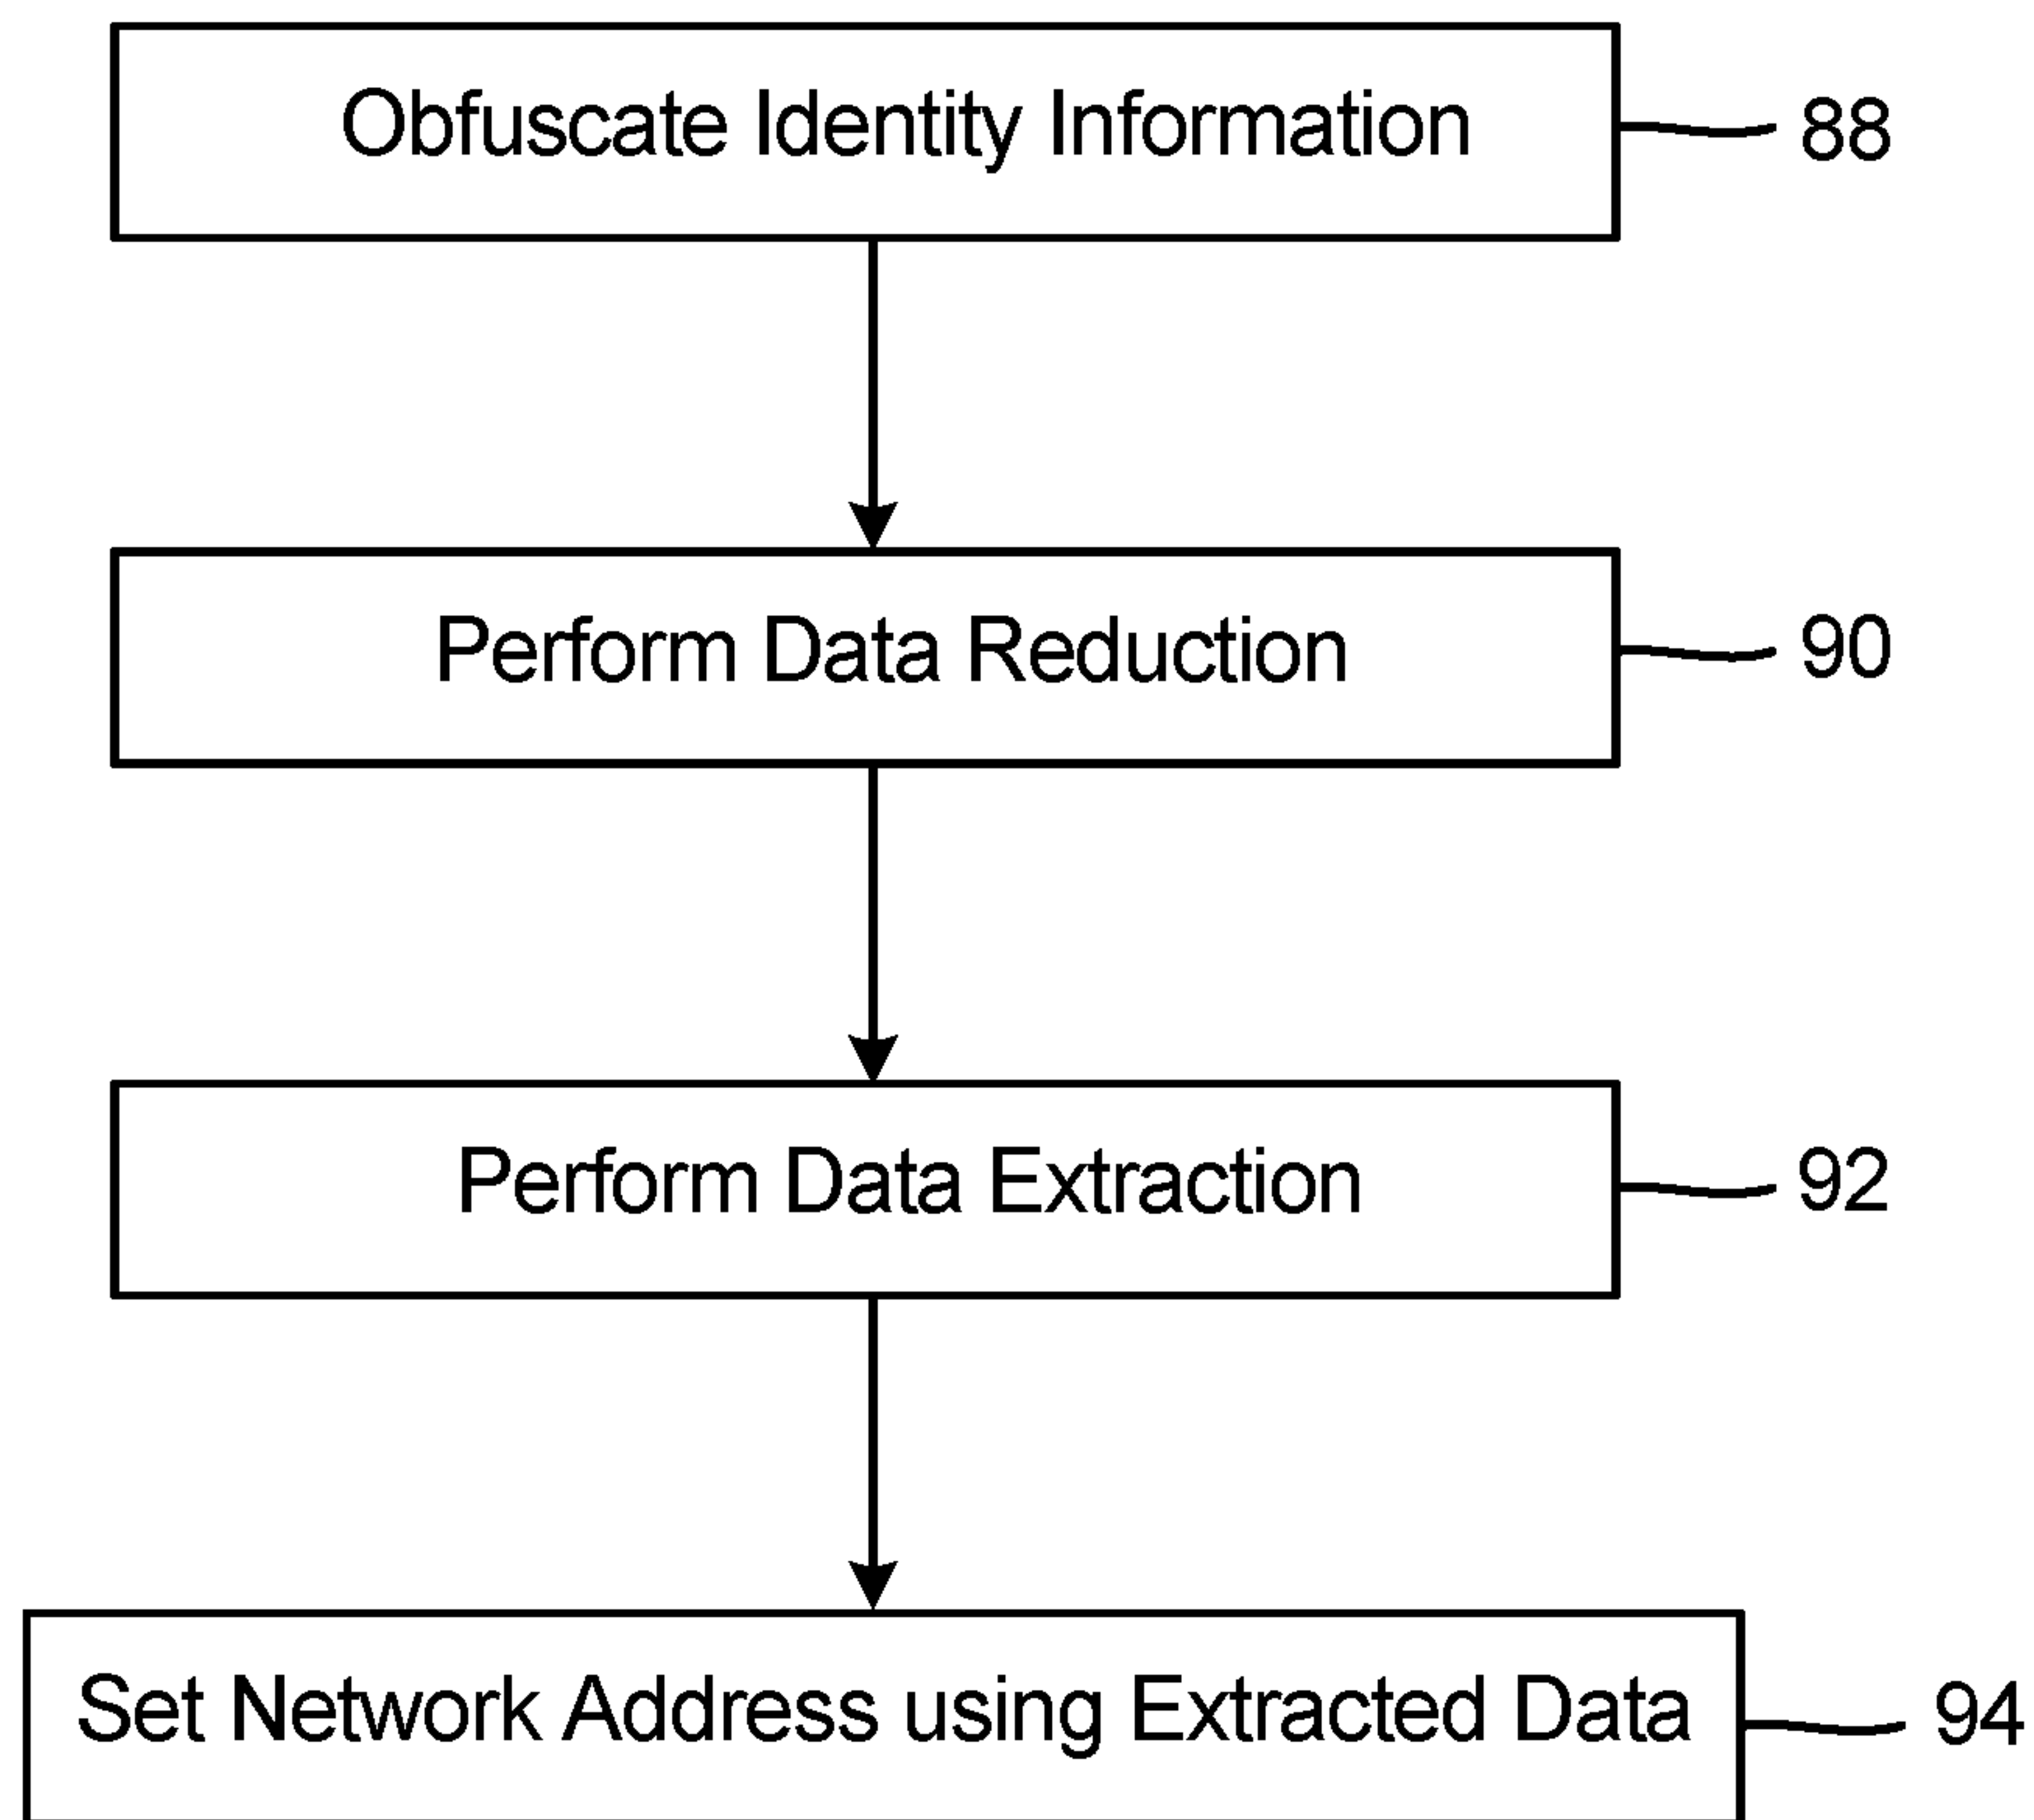 Obfuscate Identity Information 88
Perform Data Reduction 90
Perform Data Extraction 92
Set Network Address using Extracted Data 94